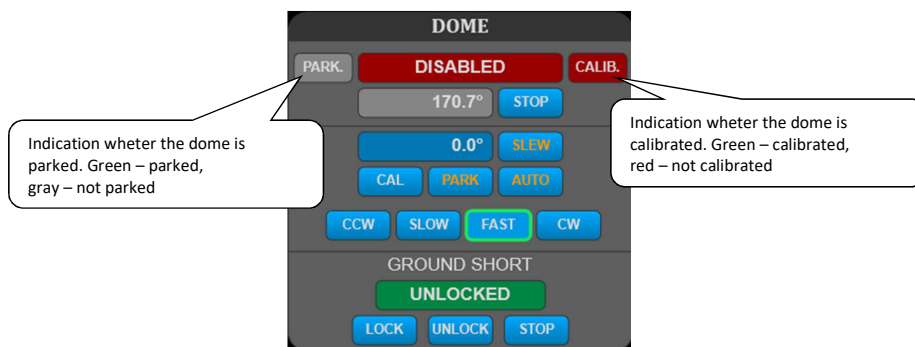 DOME
PARK.
DISABLED
CALIB.
170.7°
STOP
Indication wheter the dome is
parked. Green – parked,
gray – not parked
Indication wheter the dome is
calibrated. Green – calibrated,
red – not calibrated
0.0°
SLEW
CAL
PARK
AUTO
CCW
SLOW
FAST
CW
GROUND SHORT
UNLOCKED
LOCK
UNLOCK
STOP